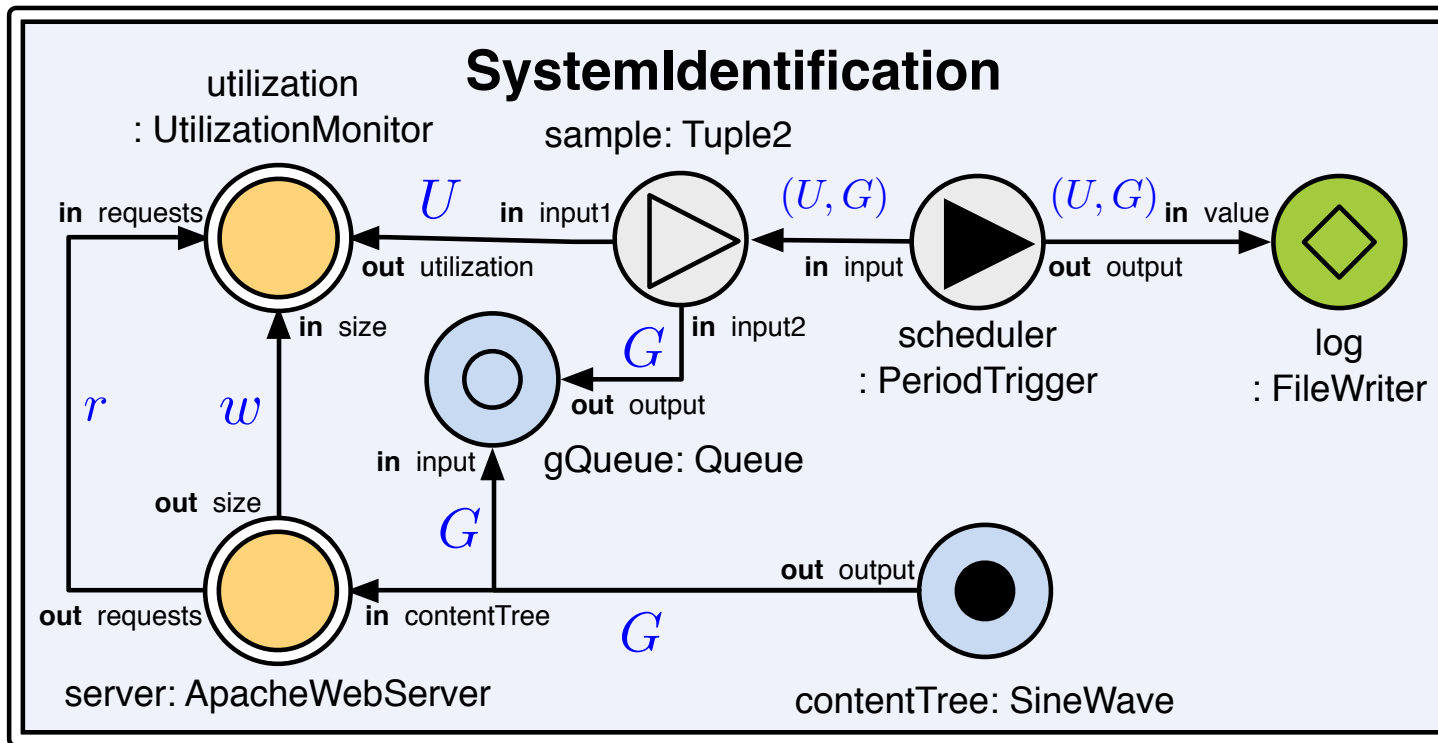 SystemIdentification
utilization
: UtilizationMonitor
sample: Tuple2
in requests
U
in input1
(U, G)
(U, G)
in value
out utilization
in input
out output
in size
in input2
scheduler
: PeriodTrigger
log
: FileWriter
G
out output
r
w
in input
gQueue: Queue
out size
G
out output
out requests
in contentTree
G
server: ApacheWebServer
contentTree: SineWave